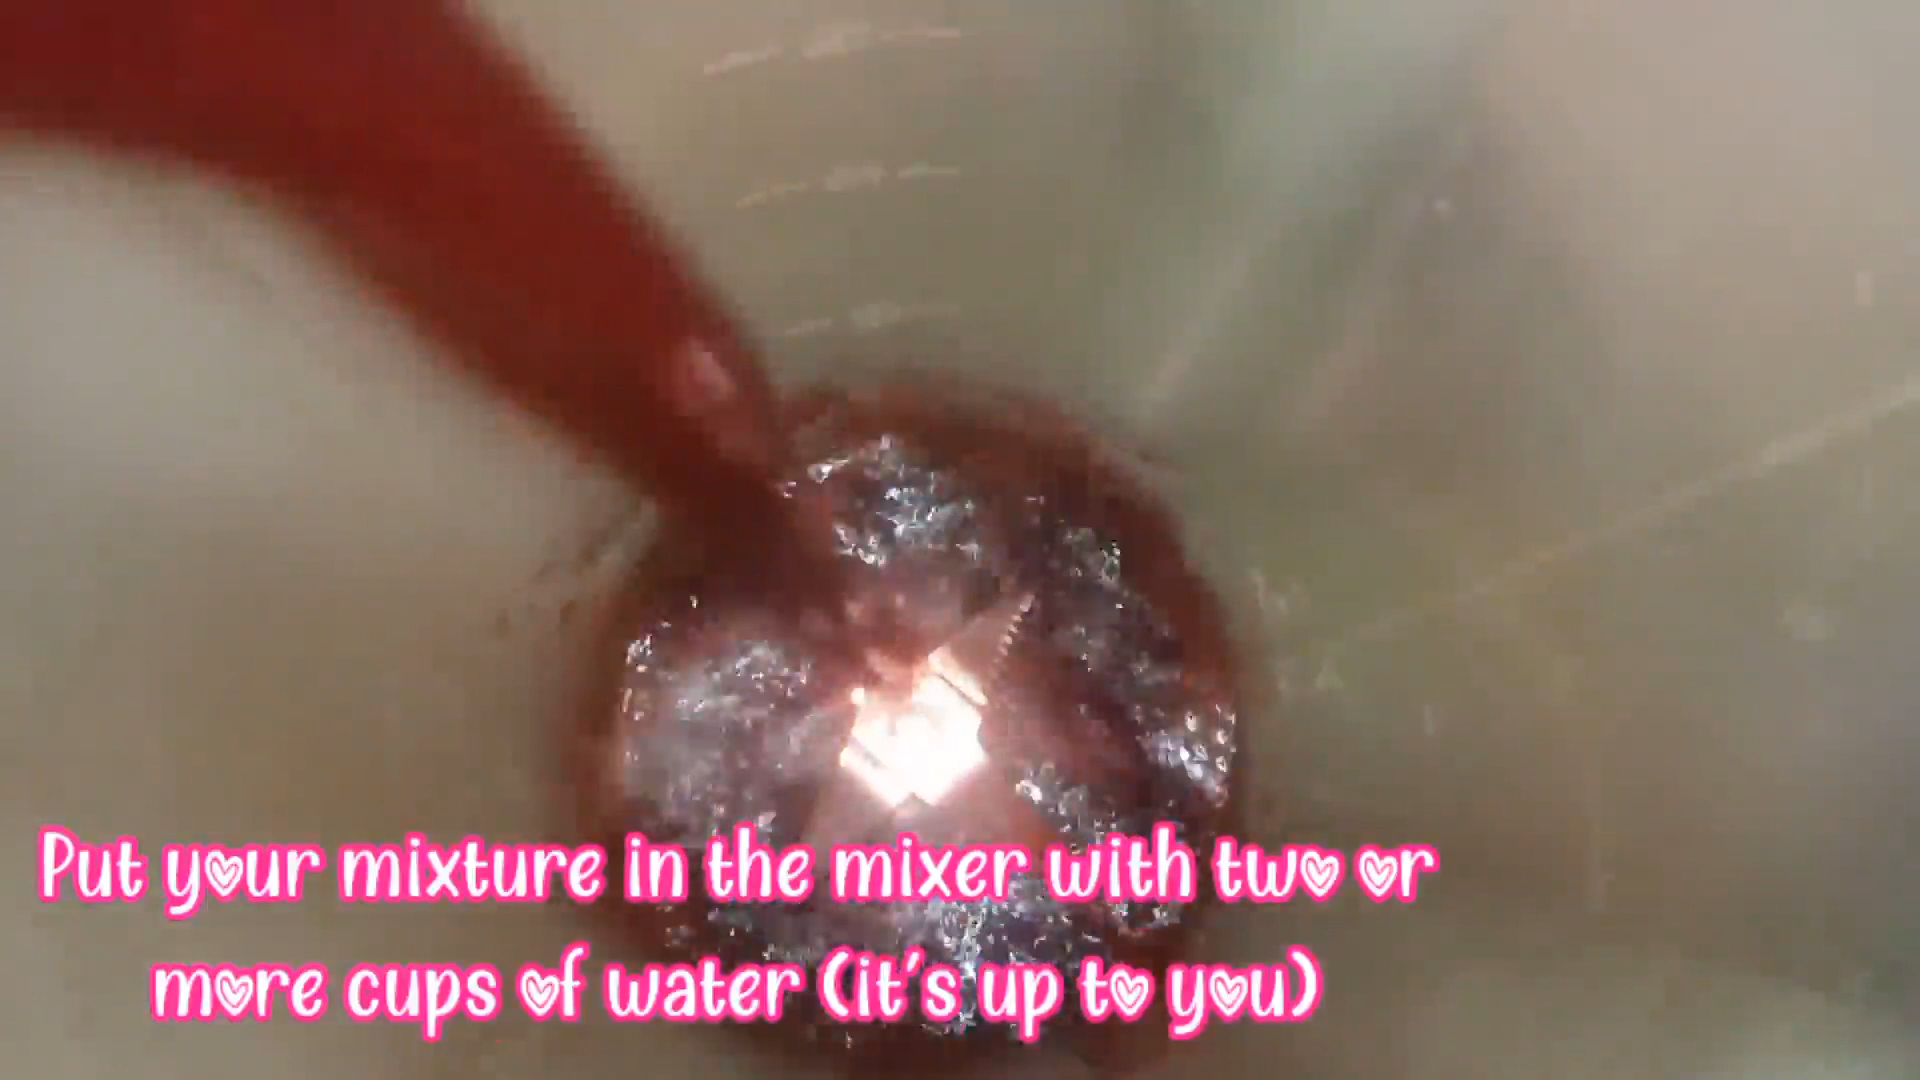 Put your mixture in the mixer with two or
more cups of water (it's up to you)